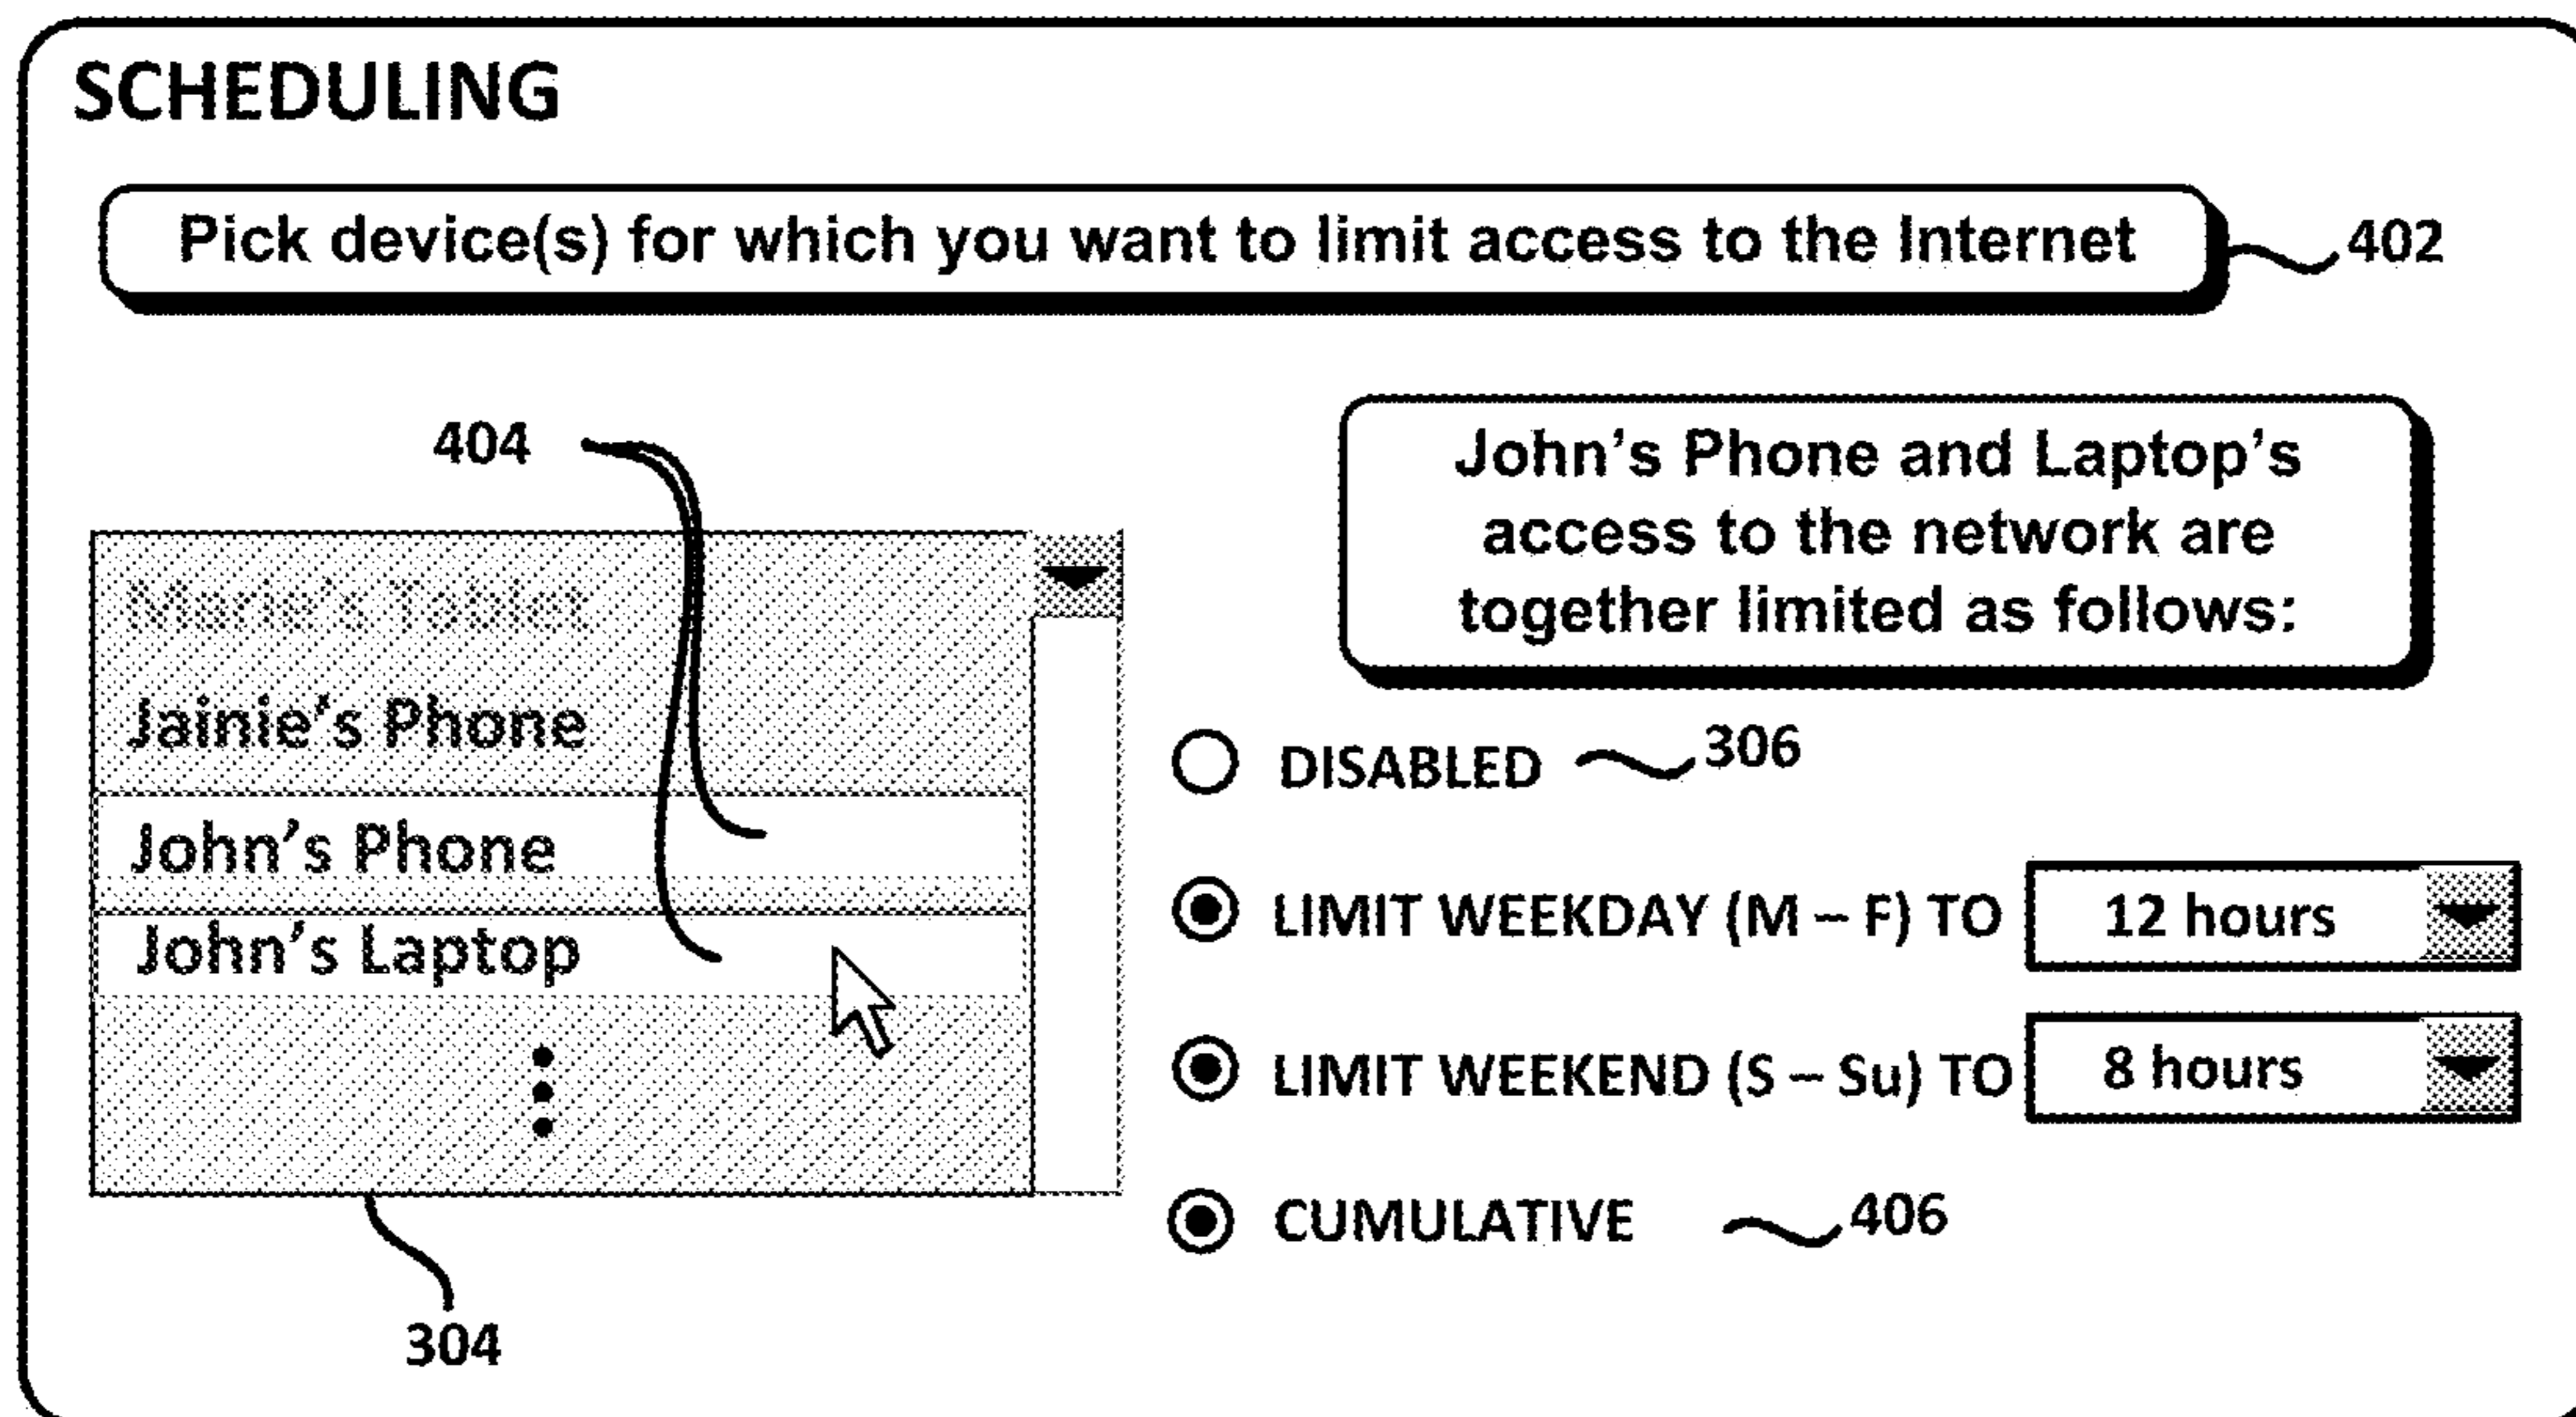 SCHEDULING
Pick device(s) for which you want to limit access to the Internet
402
404
John's Phone and Laptop's
access to the network are
together limited as follows:
Marie's Tablet
Jainie's Phone
John's Phone
John's Laptop
DISABLED
306
LIMIT WEEKDAY (M – F) TO
12 hours
LIMIT WEEKEND (S – Su) TO
8 hours
CUMULATIVE
406
304